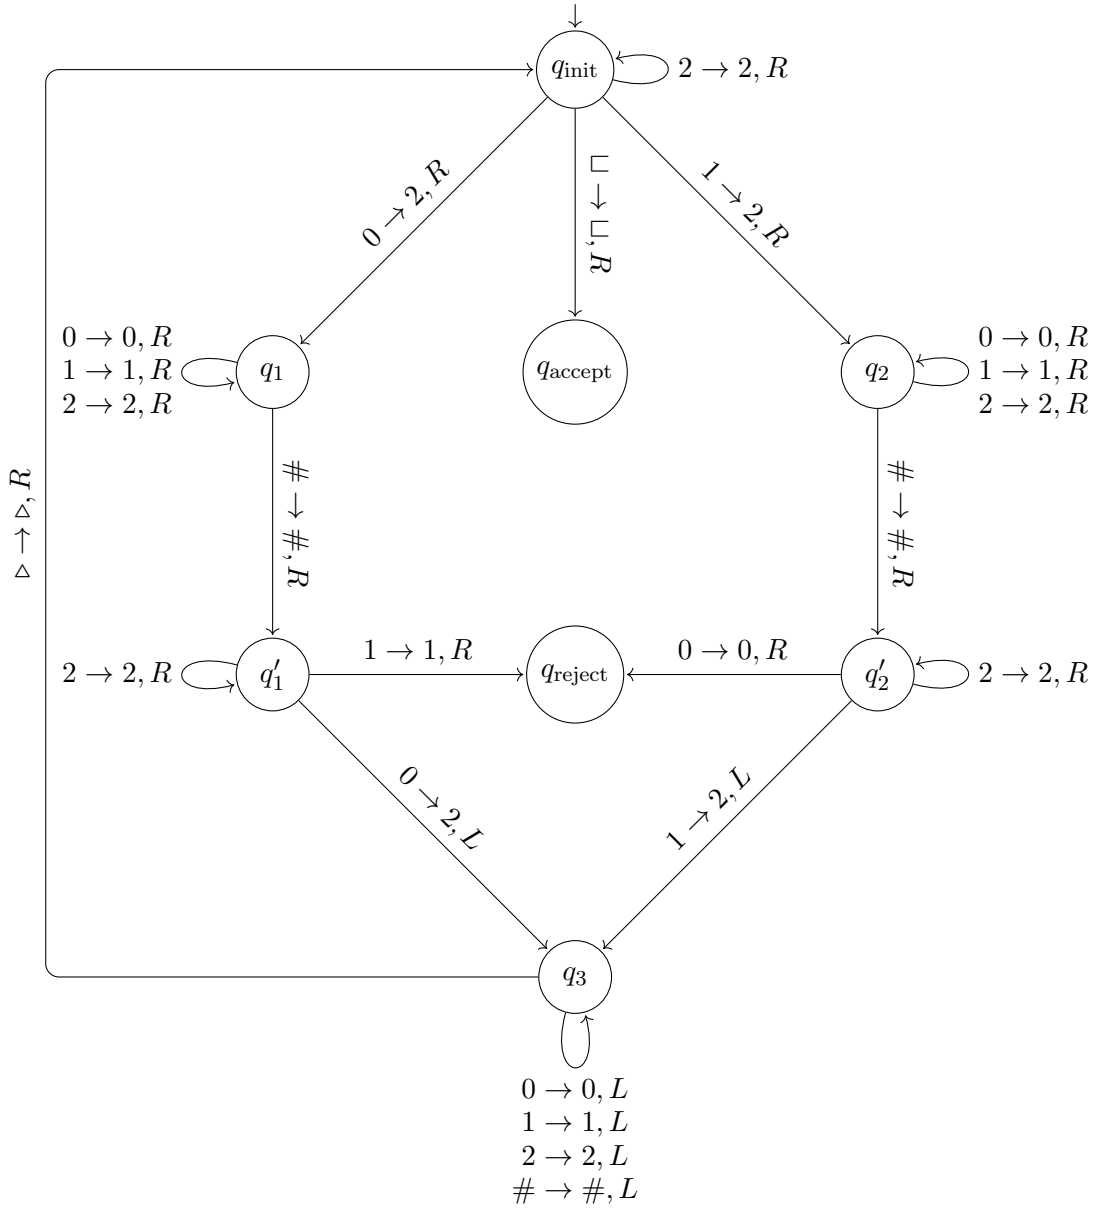 q_init
2 → 2, R
0 → 2, R
⊔ → ⊔, R
1 → 2, R
0 → 0, R
1 → 1, R
2 → 2, R
q_1
q_accept
q_2
0 → 0, R
1 → 1, R
2 → 2, R
▷ → ▷, R
# → #, R
# → #, R
2 → 2, R
q'_1
1 → 1, R
q_reject
0 → 0, R
q'_2
2 → 2, R
0 → 2, L
1 → 2, L
q_3
0 → 0, L
1 → 1, L
2 → 2, L
# → #, L